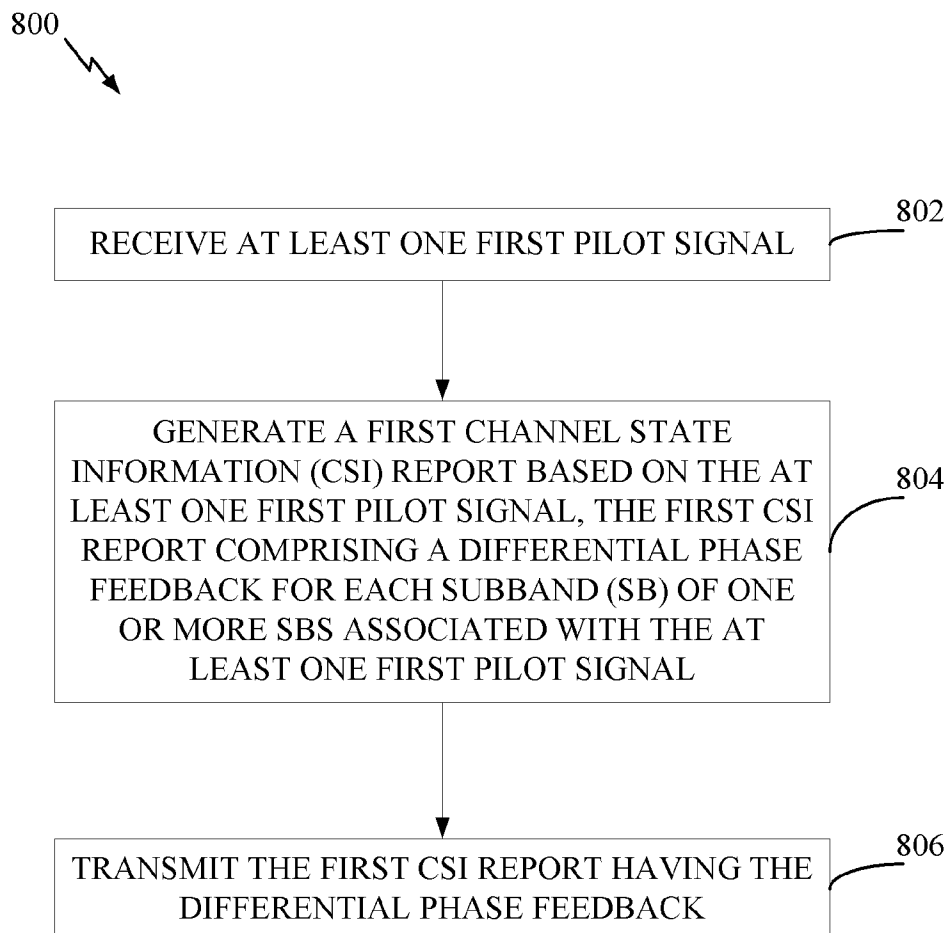 800
802
RECEIVE AT LEAST ONE FIRST PILOT SIGNAL
GENERATE A FIRST CHANNEL STATE
INFORMATION (CSI) REPORT BASED ON THE AT
LEAST ONE FIRST PILOT SIGNAL, THE FIRST CSI
REPORT COMPRISING A DIFFERENTIAL PHASE
FEEDBACK FOR EACH SUBBAND (SB) OF ONE
OR MORE SBS ASSOCIATED WITH THE AT
LEAST ONE FIRST PILOT SIGNAL
804
TRANSMIT THE FIRST CSI REPORT HAVING THE
DIFFERENTIAL PHASE FEEDBACK
806